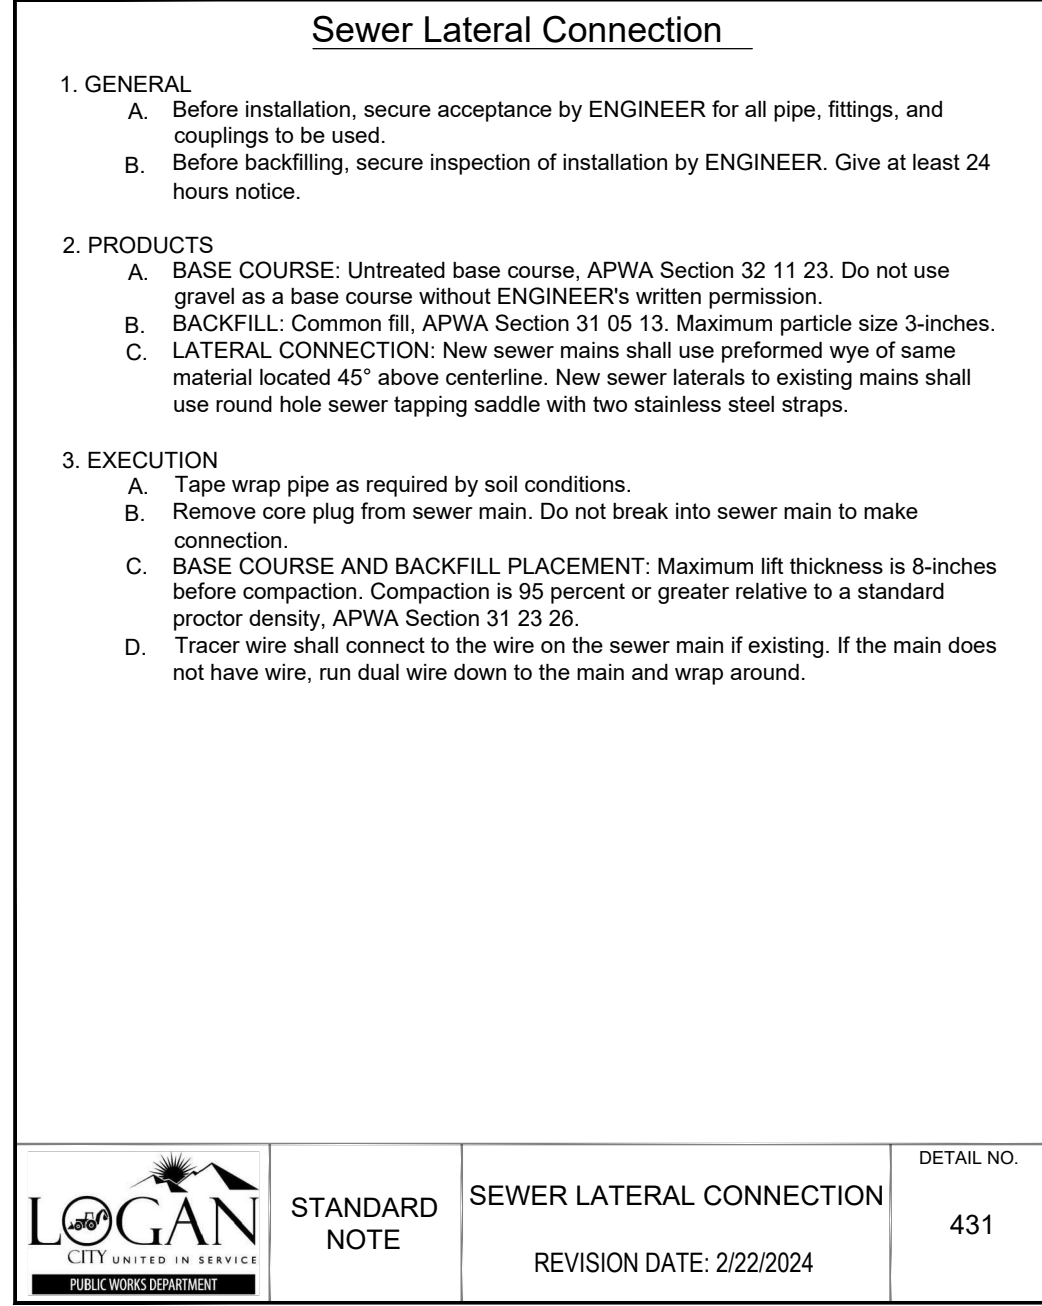 Sewer Lateral Connection
1. GENERAL
A. Before installation, secure acceptance by ENGINEER for all pipe, fittings, and
couplings to be used.
B. Before backfilling, secure inspection of installation by ENGINEER. Give at least 24
hours notice.
2. PRODUCTS
A. BASE COURSE: Untreated base course, APWA Section 32 11 23. Do not use
gravel as a base course without ENGINEER's written permission.
B. BACKFILL: Common fill, APWA Section 31 05 13. Maximum particle size 3-inches.
C. LATERAL CONNECTION: New sewer mains shall use preformed wye of same
material located 45° above centerline. New sewer laterals to existing mains shall
use round hole sewer tapping saddle with two stainless steel straps.
3. EXECUTION
A. Tape wrap pipe as required by soil conditions.
B. Remove core plug from sewer main. Do not break into sewer main to make
connection.
C. BASE COURSE AND BACKFILL PLACEMENT: Maximum lift thickness is 8-inches
before compaction. Compaction is 95 percent or greater relative to a standard
proctor density, APWA Section 31 23 26.
D. Tracer wire shall connect to the wire on the sewer main if existing. If the main does
not have wire, run dual wire down to the main and wrap around.
LOGAN
CITY UNITED IN SERVICE
PUBLIC WORKS DEPARTMENT
STANDARD
NOTE
SEWER LATERAL CONNECTION
REVISION DATE: 2/22/2024
DETAIL NO.
431